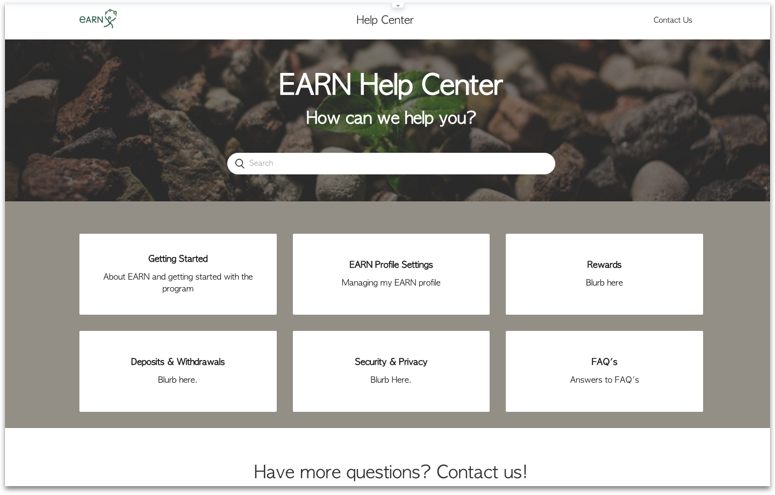 EARN
Help Center
Contact Us
EARN Help Center
How can we help you?
Search
Getting Started
About EARN and getting started with the
program
EARN Profile Settings
Managing my EARN profile
Rewards
Blurb here
Deposits & Withdrawals
Blurb here.
Security & Privacy
Blurb Here.
FAQ's
Answers to FAQ's
Have more questions? Contact us!